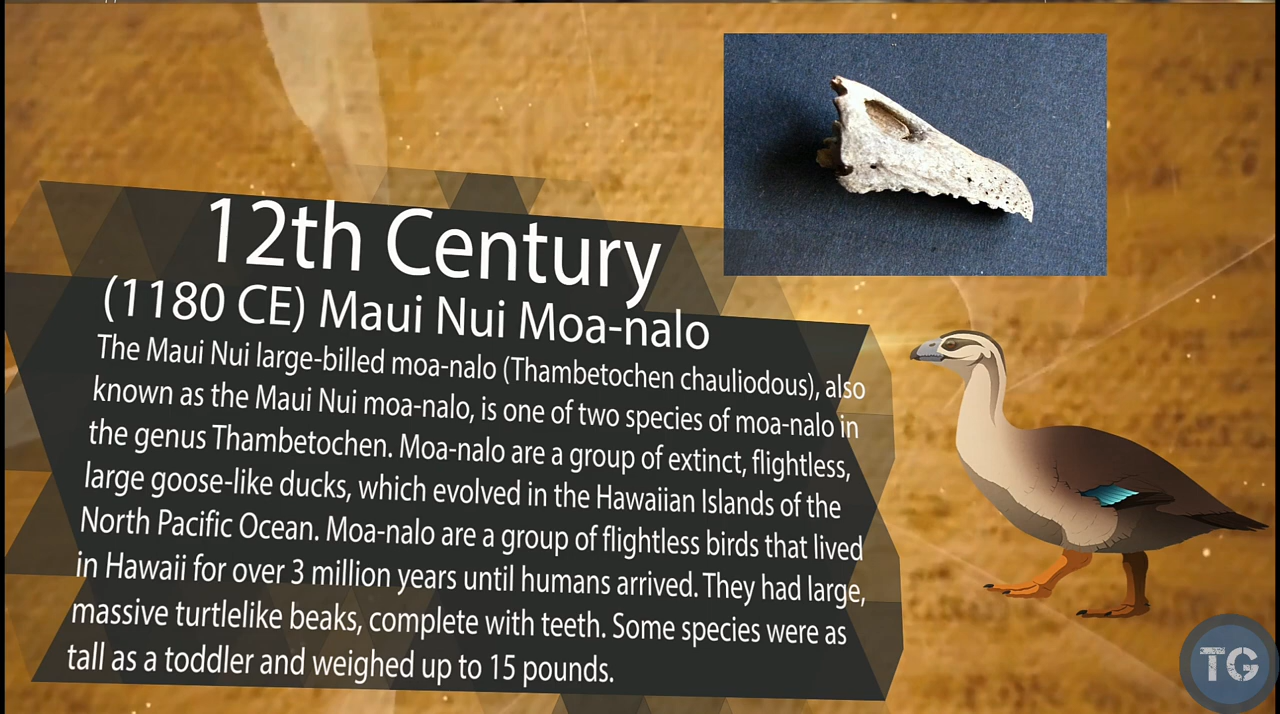 12th Century
(1180 CE) Maui Nui Moa-nalo
The Maui Nui large-billed moa-nalo (Thambetochen chauliodous), also
known as the Maui Nui moa-nalo, is one of two species of moa-nalo in
the genus Thambetochen. Moa-nalo are a group of extinct, flightless,
large goose-like ducks, which evolved in the Hawaiian Islands of the
North Pacific Ocean. Moa-nalo are a group of flightless birds that lived
in Hawaii for over 3 million years until humans arrived. They had large,
massive turtlelike beaks, complete with teeth. Some species were as
tall as a toddler and weighed up to 15 pounds.
TG